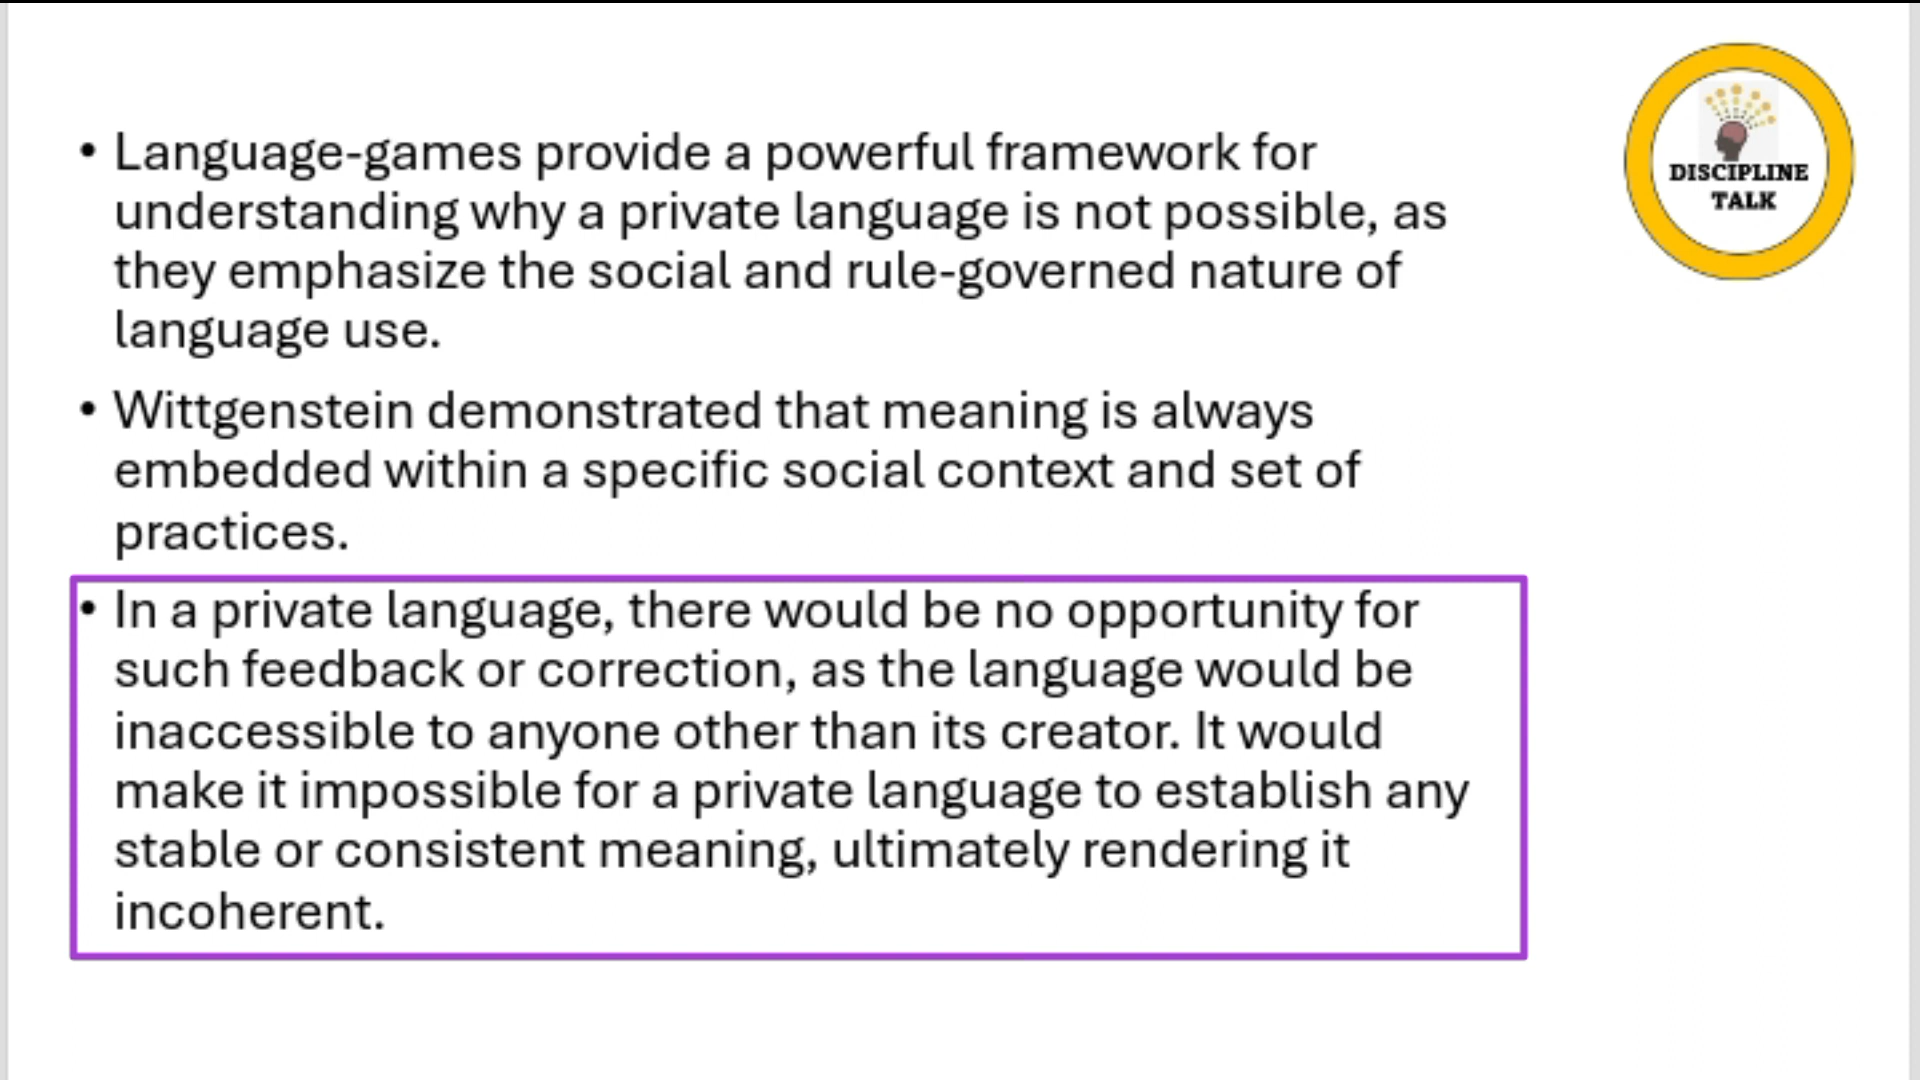 • Language-games provide a powerful framework for
understanding why a private language is not possible, as
they emphasize the social and rule-governed nature of
language use.
• Wittgenstein demonstrated that meaning is always
embedded within a specific social context and set of
practices.
• In a private language, there would be no opportunity for
such feedback or correction, as the language would be
inaccessible to anyone other than its creator. It would
make it impossible for a private language to establish any
stable or consistent meaning, ultimately rendering it
incoherent.
DISCIPLINE
TALK